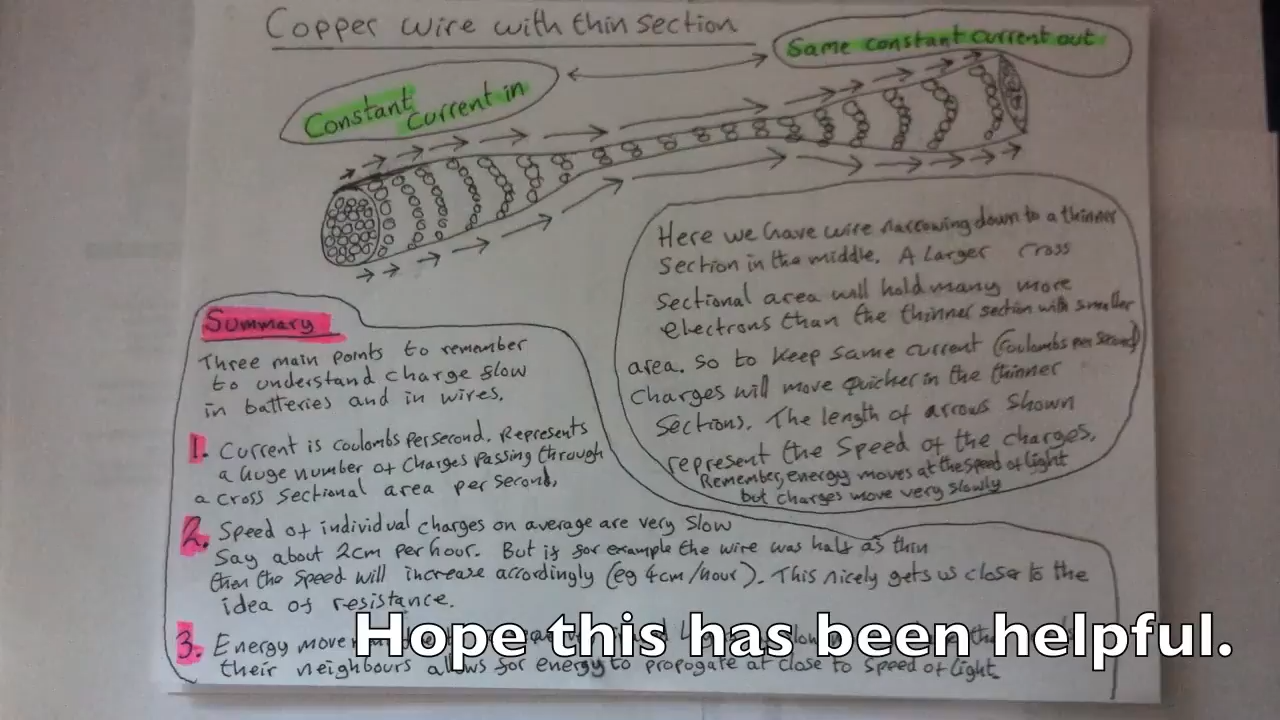 Copper wire with thin section
Same constant current out
Constant
current in
Here we have wire narrowing down to a thinner
section in the middle. A larger cross
sectional area will hold many more
electrons than the thinner section with smaller
area. So to keep same current (Coulombs per second)
charges will move quicker in the thinner
sections. The length of arrows shown
represent the speed of the charges.
Remember, energy moves at the speed of light
but charges move very slowly
Summary
Three main points to remember
to understand charge flow
in batteries and in wires.
1. Current is coulombs per second. Represents
a huge number of charges passing through
a cross sectional area per second.
2. Speed of individual charges on average are very slow
Say about 2cm per hour. But if for example the wire was half as thin
then the speed will increase accordingly (eg 4cm/hour). This nicely gets us closer to the
idea of resistance.
3. Energy move
their neighbours allows for energy to propogate at close to speed of light.
Hope this has been helpful.